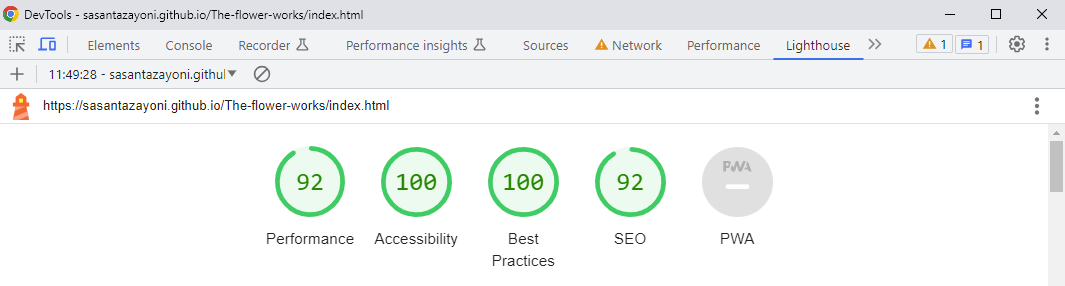 DevTools - sasantazayoni.github.io/The-flower-works/index.html
Elements Console Recorder Performance insights Sources Network Performance Lighthouse 1 1
11:49:28 - sasantazayoni.githul
https://sasantazayoni.github.io/The-flower-works/index.html
92 100 100 92 PWA
Performance Accessibility Best Practices SEO PWA